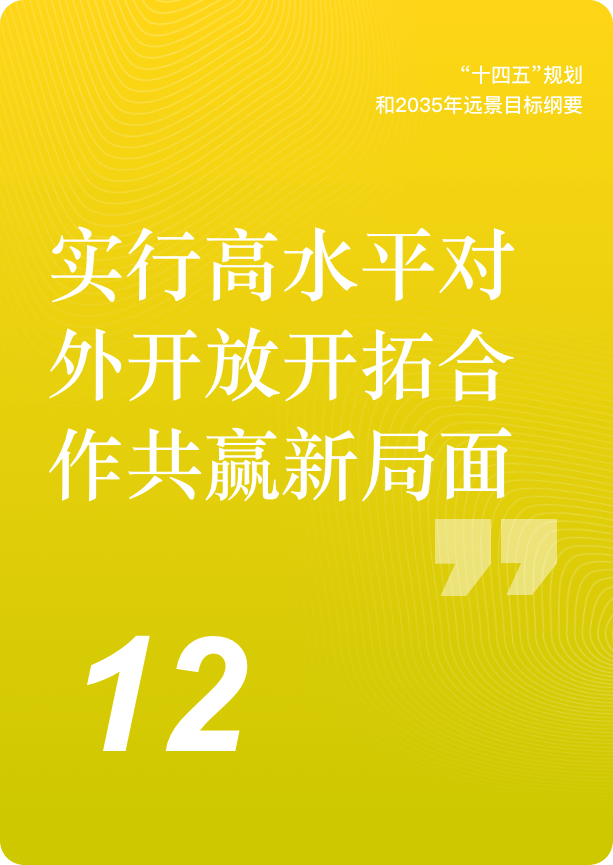 “十四五”规划
和2035年远景目标纲要
实行高水平对
外开放开拓合
作共赢新局面
”
12